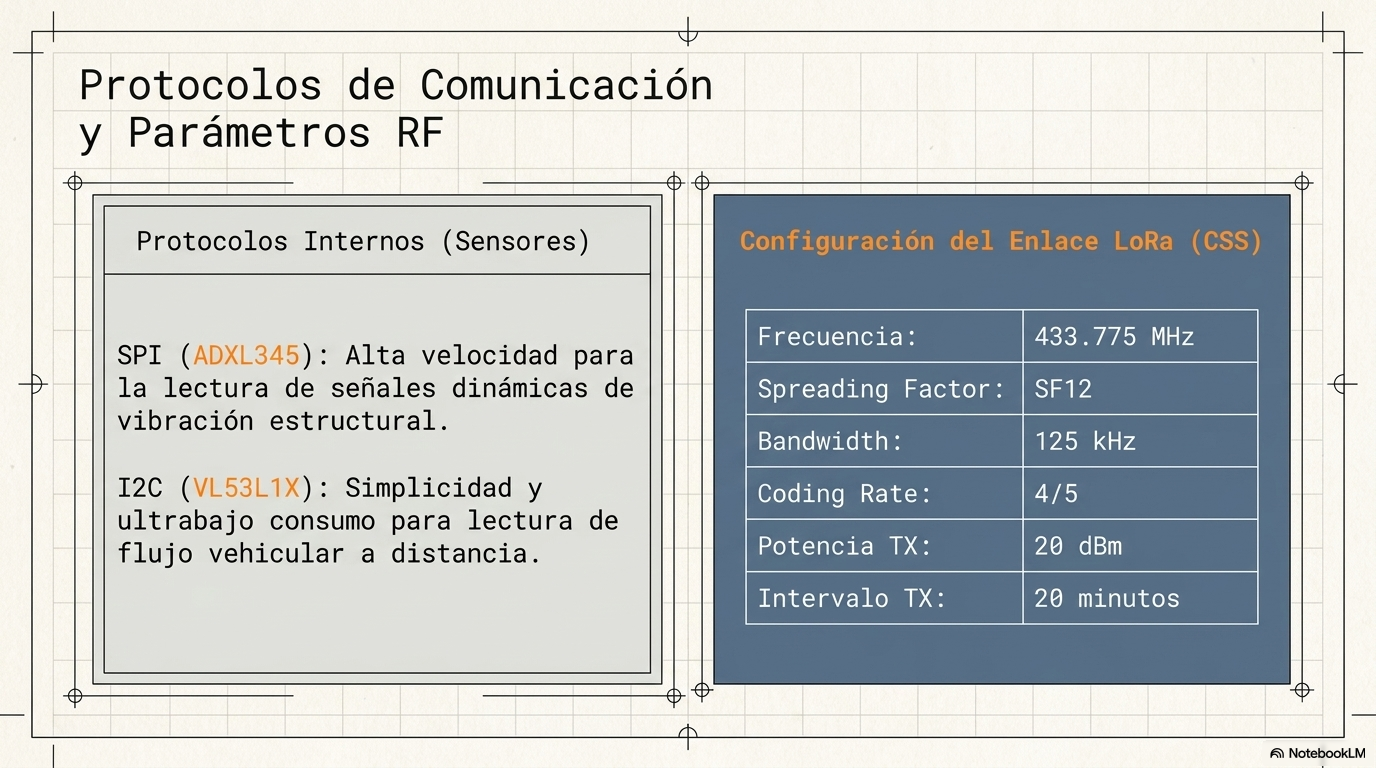 Protocolos de Comunicación
y Parámetros RF
Protocolos Internos (Sensores)
SPI (ADXL345): Alta velocidad para
la lectura de señales dinámicas de
vibración estructural.
I2C (VL53L1X): Simplicidad y
ultrabajo consumo para lectura de
flujo vehicular a distancia.
Configuración del Enlace LoRa (CSS)
Frecuencia: 433.775 MHz
Spreading Factor: SF12
Bandwidth: 125 kHz
Coding Rate: 4/5
Potencia TX: 20 dBm
Intervalo TX: 20 minutos
NotebookLM